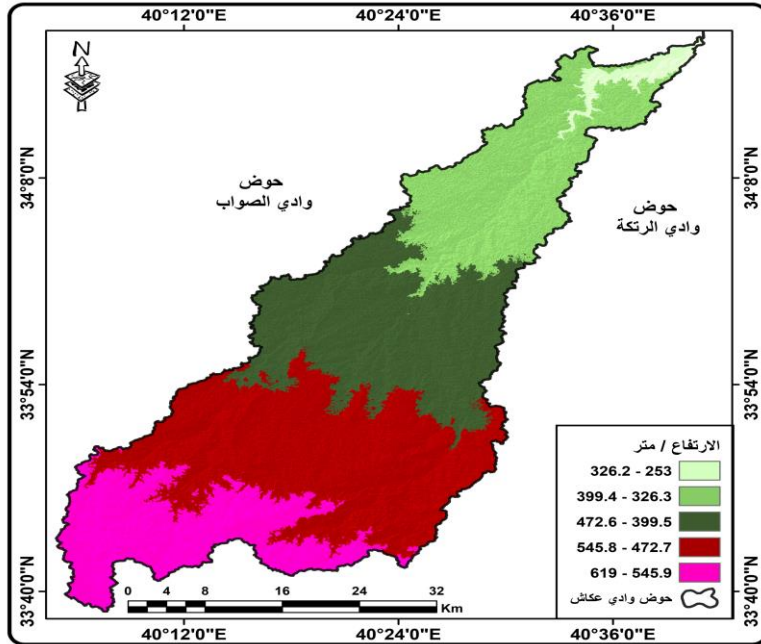 40°12'0"E 40°24'0"E 40°36'0"E
N
34°8'0"N
34°8'0"N
حوض
وادي الصواب
حوض
وادي الرتكة
33°54'0"N
33°54'0"N
الارتفاع / متر
326.2 - 253
399.4 - 326.3
472.6 - 399.5
545.8 - 472.7
619 - 545.9
حوض وادي عكاش
33°40'0"N
33°40'0"N
0 4 8 16 24 32
Km
40°12'0"E 40°24'0"E 40°36'0"E